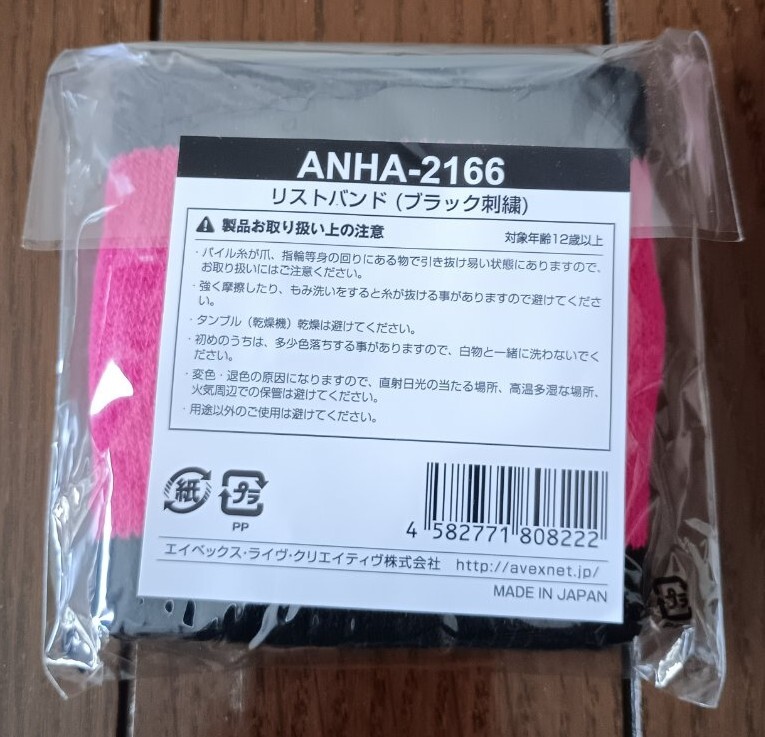 ANHA-2166
リストバンド (ブラック刺繍)
製品お取り扱い上の注意 対象年齢12歳以上
・パイル糸が爪、指輪等身の回りにある物で引き抜け易い状態にありますので、
お取り扱いにはご注意ください。
・強く摩擦したり、もみ洗いをすると糸が抜ける事がありますので避けてくださ
い。
・タンブル（乾燥機）乾燥は避けてください。
・初めのうちは、多少色落ちする事がありますので、白物と一緒に洗わないでく
ださい。
・変色・退色の原因になりますので、直射日光の当たる場所、高温多湿な場所、
火気周辺での保管は避けてください。
・用途以外のご使用は避けてください。
紙 プラ
PP
4 582771 808222
エイベックス・ライヴ・クリエイティヴ株式会社 http://avexnet.jp/
MADE IN JAPAN
プラ